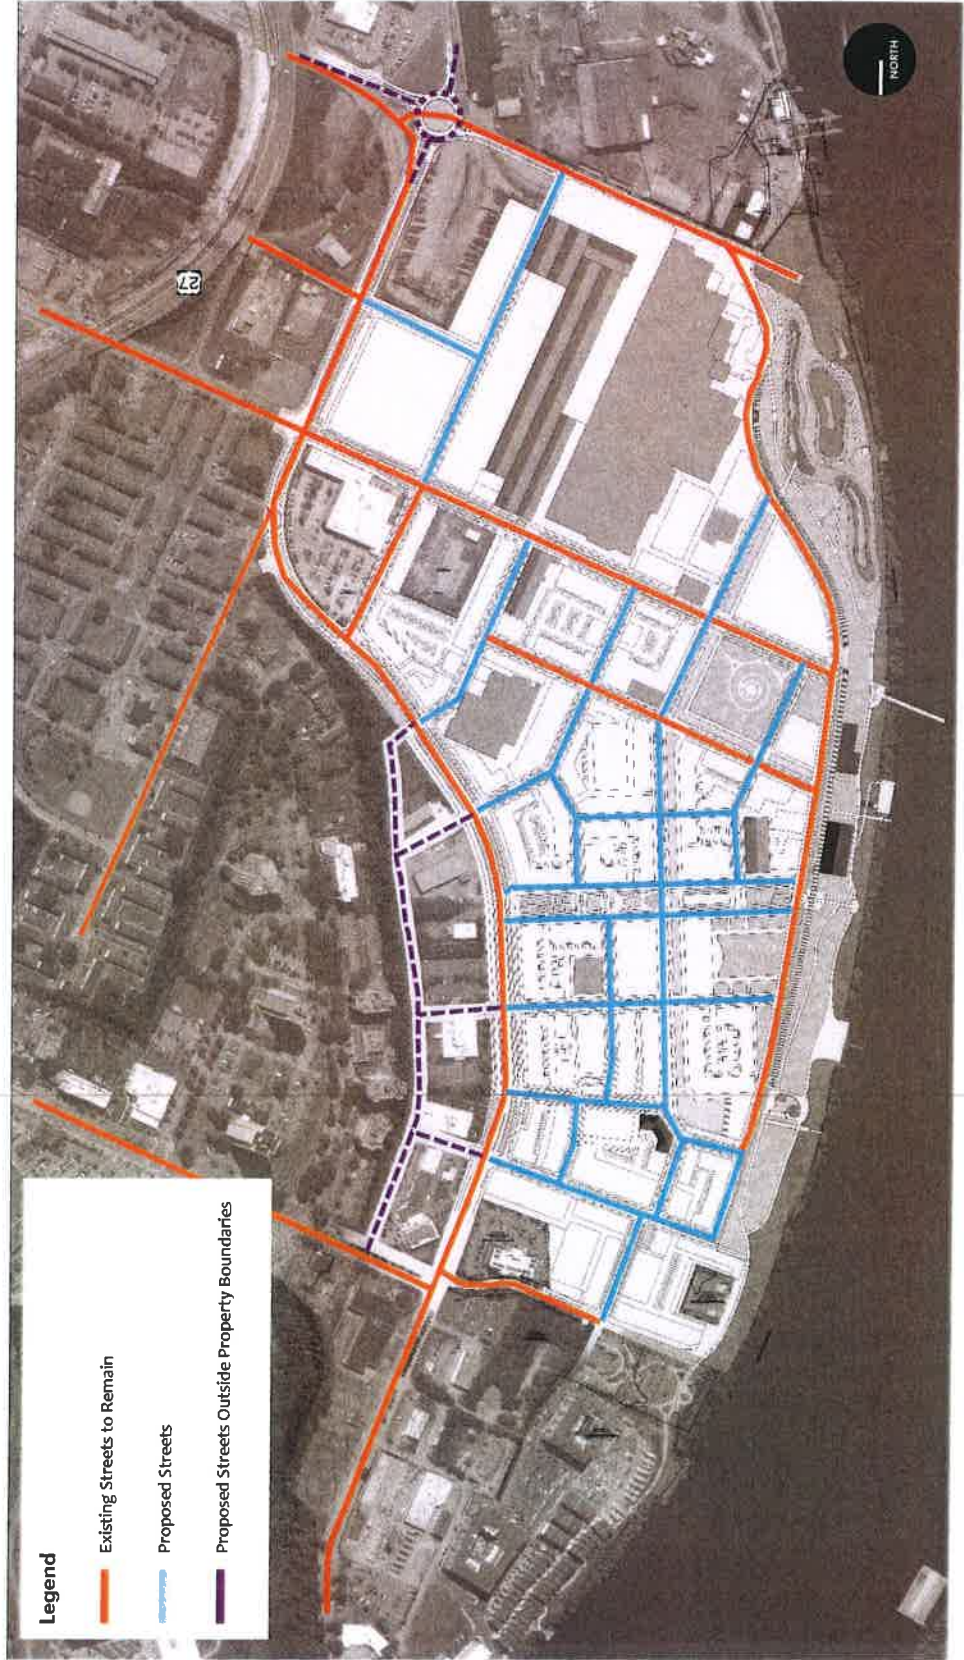 Legend
Existing Streets to Remain
Proposed Streets
Proposed Streets Outside Property Boundaries
27
NORTH